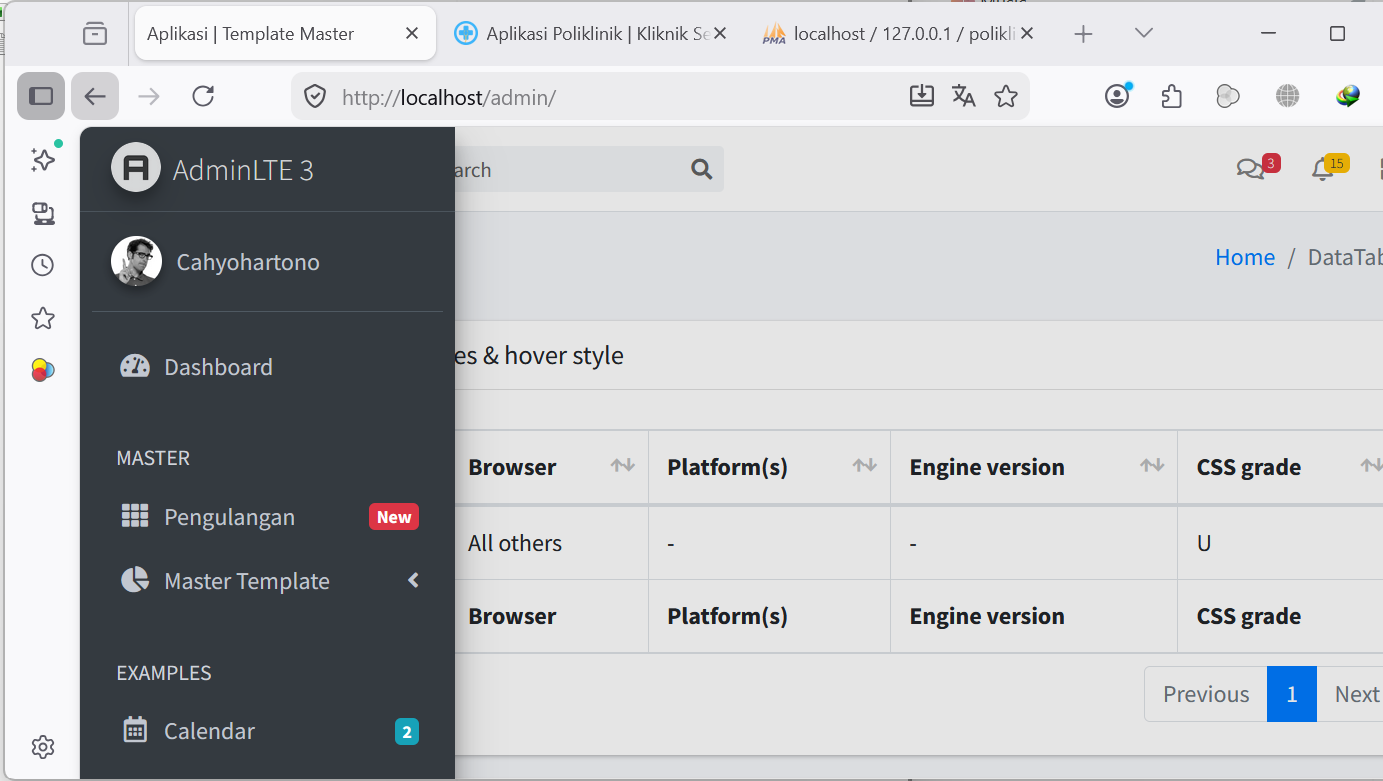 Aplikasi | Template Master
Aplikasi Poliklinik | Kliknik Se
PMA localhost / 127.0.0.1 / polikli
http://localhost/admin/
AdminLTE 3
arch
3
15
Cahyohartono
Home / DataTab
es & hover style
Dashboard
MASTER
Browser Platform(s) Engine version CSS grade
Pengulangan New
All others - - U
Master Template
Browser Platform(s) Engine version CSS grade
EXAMPLES
Previous 1 Next
Calendar 2